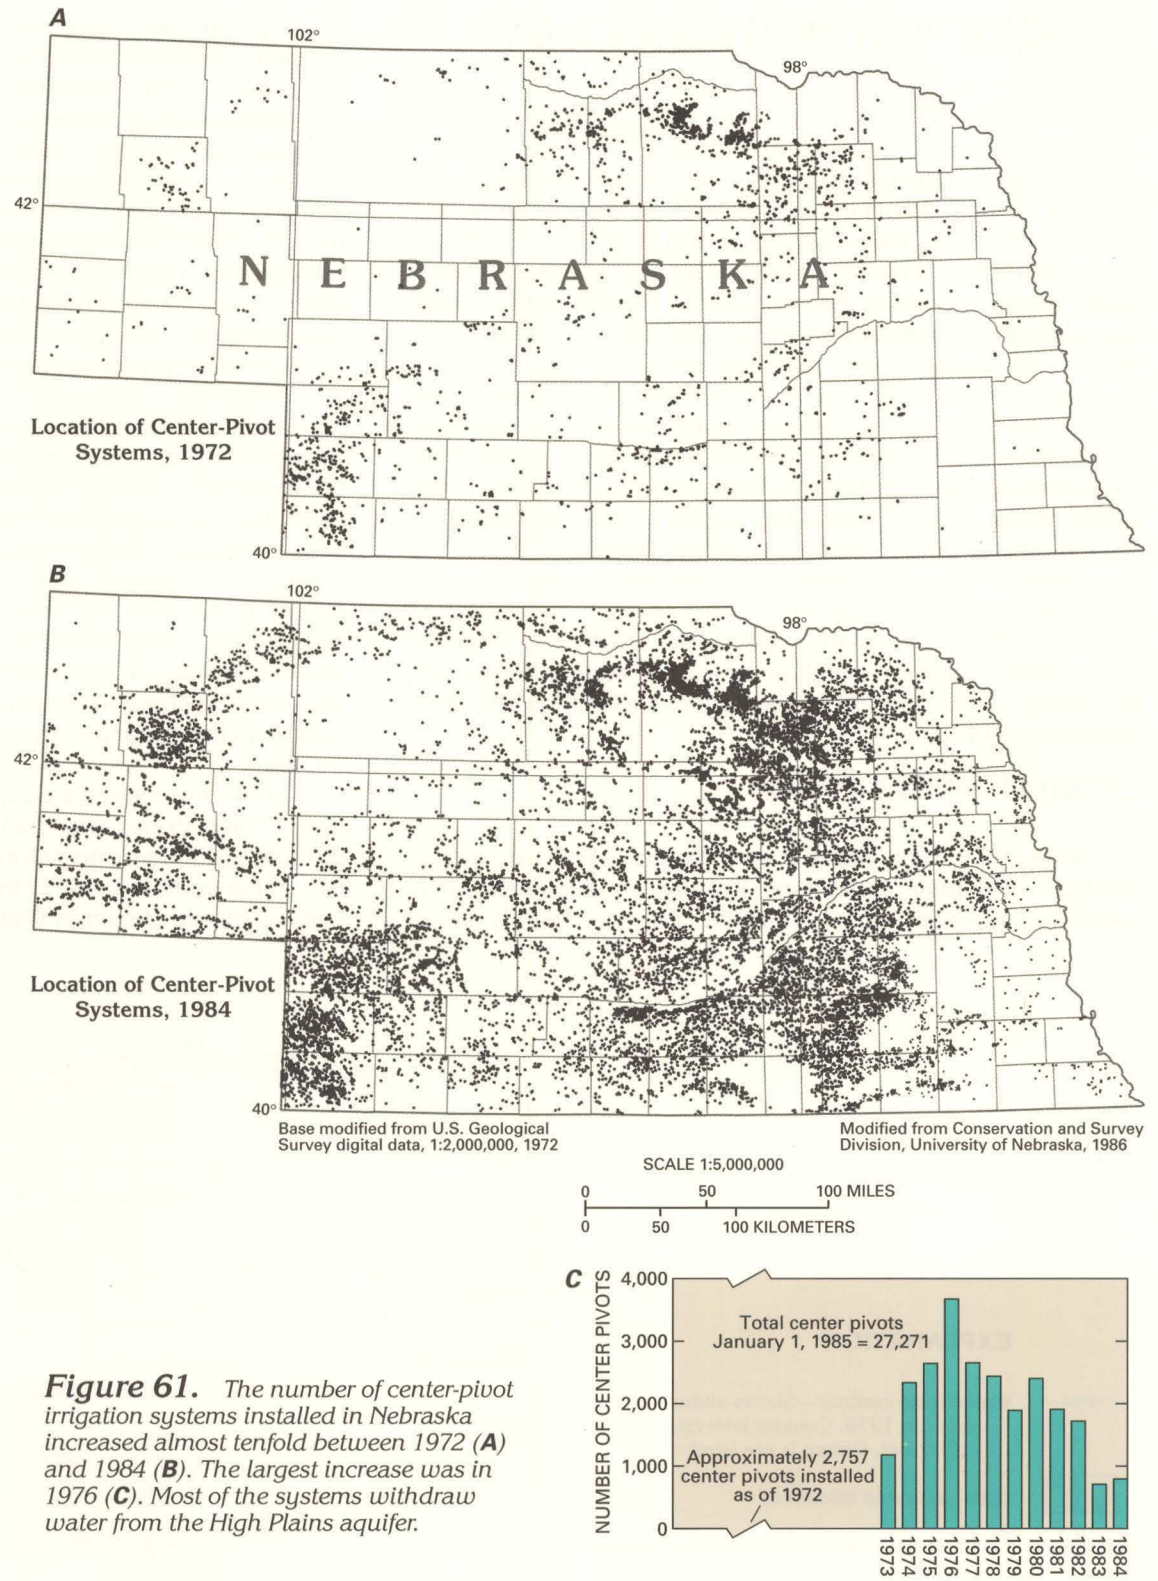 A
102°
98°
42°
NEBRASKA
Location of Center-Pivot
Systems, 1972
40°
B
102°
98°
42°
Location of Center-Pivot
Systems, 1984
40°
Base modified from U.S. Geological
Survey digital data, 1:2,000,000, 1972
Modified from Conservation and Survey
Division, University of Nebraska, 1986
SCALE 1:5,000,000
0 50 100 MILES
0 50 100 KILOMETERS
C
NUMBER OF CENTER PIVOTS
4,000
3,000
2,000
1,000
0
Total center pivots
January 1, 1985 = 27,271
Approximately 2,757
center pivots installed
as of 1972
1973
1974
1975
1976
1977
1978
1979
1980
1981
1982
1983
1984
Figure 61. The number of center-pivot
irrigation systems installed in Nebraska
increased almost tenfold between 1972 (A)
and 1984 (B). The largest increase was in
1976 (C). Most of the systems withdraw
water from the High Plains aquifer.